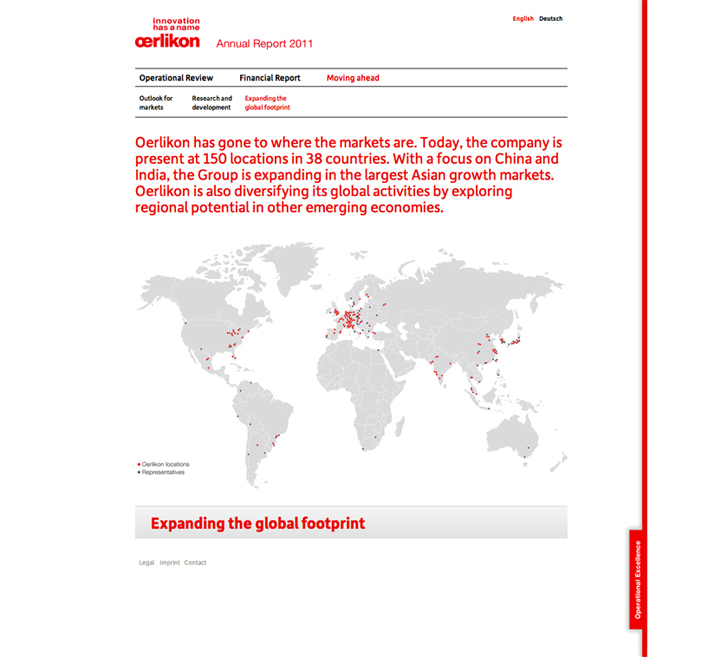 innovation
has a name
œrlikon
Annual Report 2011
English Deutsch
Operational Review Financial Report Moving ahead
Outlook for
markets
Research and
development
Expanding the
global footprint
Oerlikon has gone to where the markets are. Today, the company is
present at 150 locations in 38 countries. With a focus on China and
India, the Group is expanding in the largest Asian growth markets.
Oerlikon is also diversifying its global activities by exploring
regional potential in other emerging economies.
Oerlikon locations
Representatives
Expanding the global footprint
Legal Imprint Contact
Operational Excellence